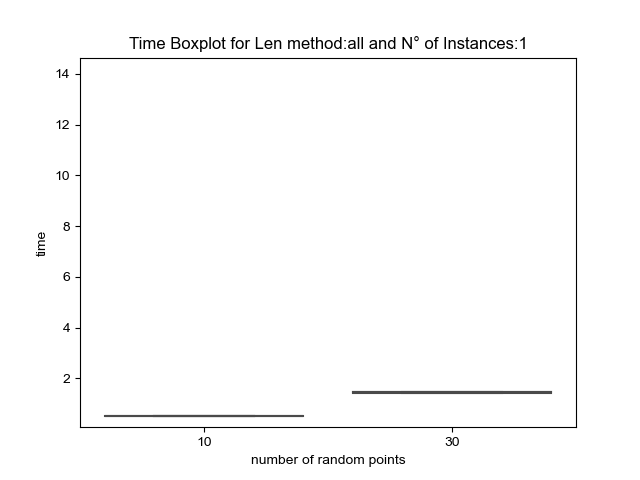 Time Boxplot for Len method:all and N° of Instances:1
14
12
10
8
6
4
2
time
10 30
number of random points